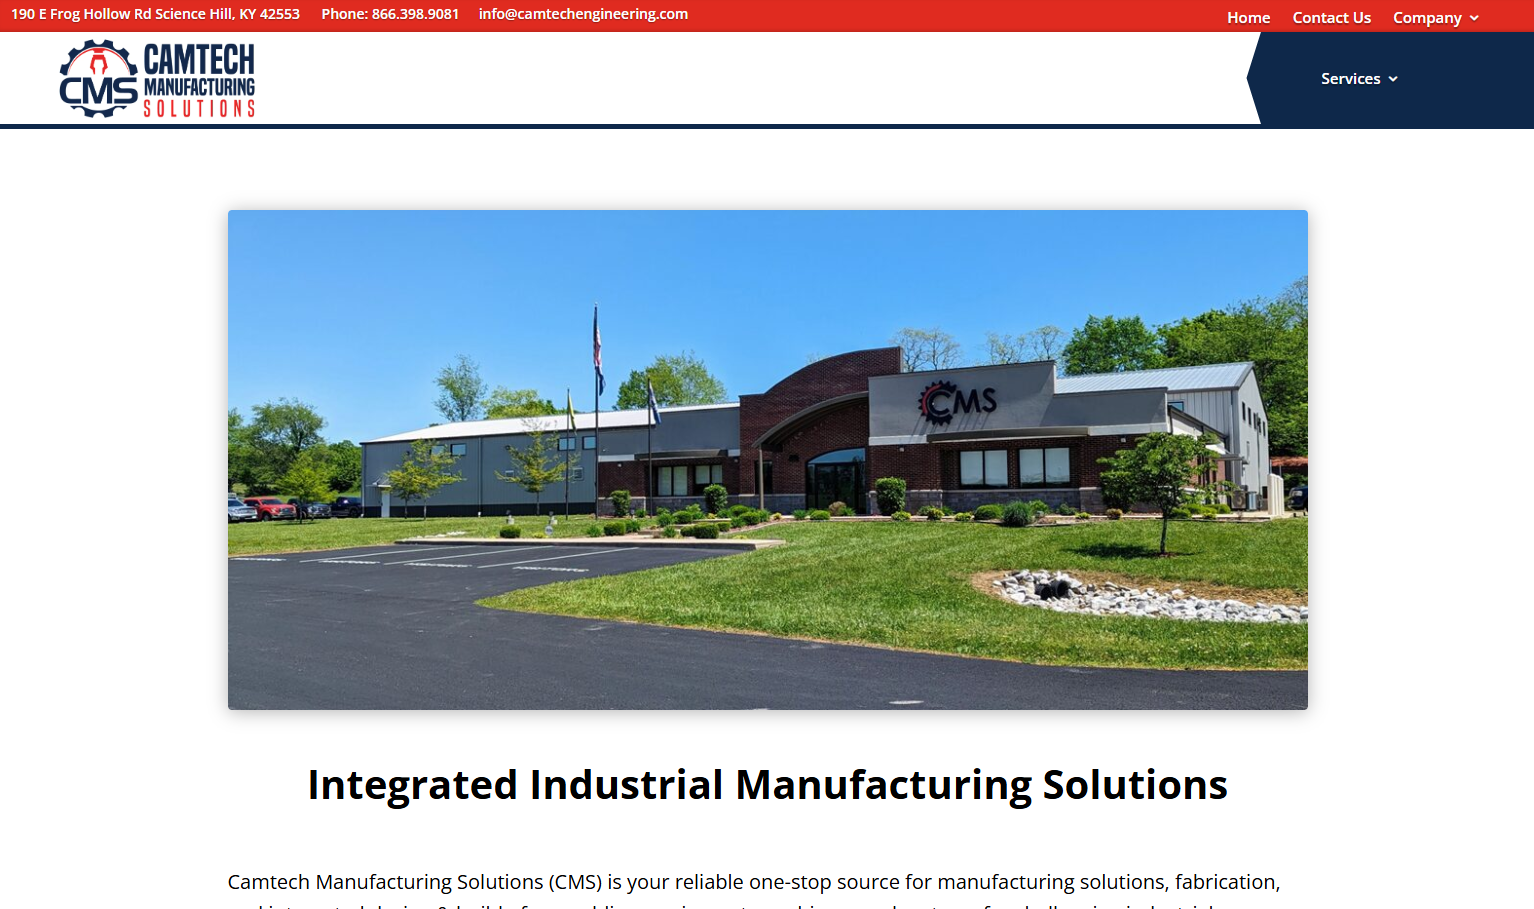 190 E Frog Hollow Rd Science Hill, KY 42553 Phone: 866.398.9081 info@camtechengineering.com
Home Contact Us Company
CMS
CAMTECH
MANUFACTURING
SOLUTIONS
Services
CMS
Integrated Industrial Manufacturing Solutions
Camtech Manufacturing Solutions (CMS) is your reliable one-stop source for manufacturing solutions, fabrication,